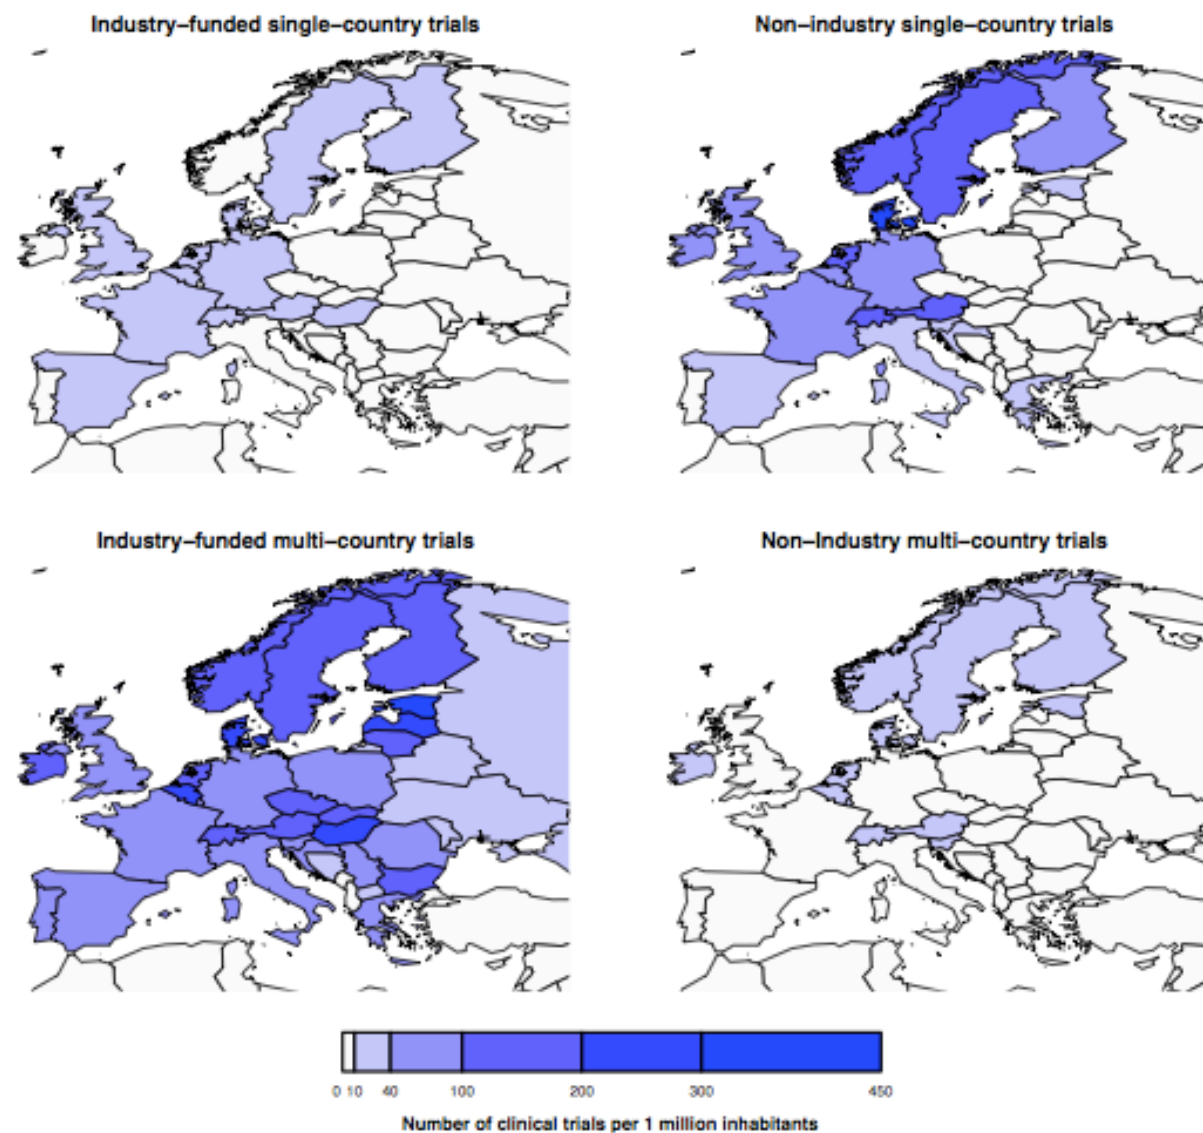 Industry–funded single–country trials
Non–industry single–country trials
Industry–funded multi–country trials
Non–Industry multi–country trials
0 10 40 100 200 300 450
Number of clinical trials per 1 million inhabitants